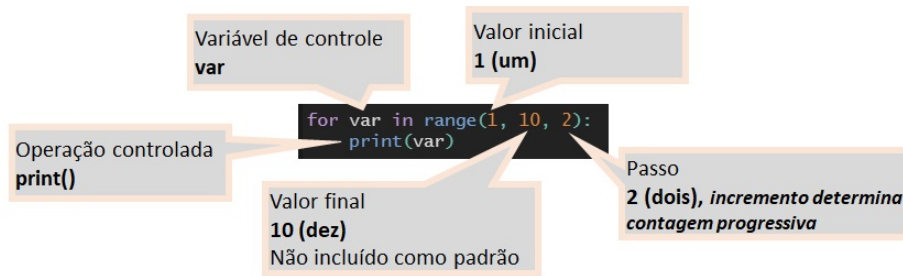 Variável de controle
var
Valor inicial
1 (um)
for var in range(1, 10, 2):
print(var)
Operação controlada
print()
Valor final
10 (dez)
Não incluído como padrão
Passo
2 (dois), incremento determina
contagem progressiva